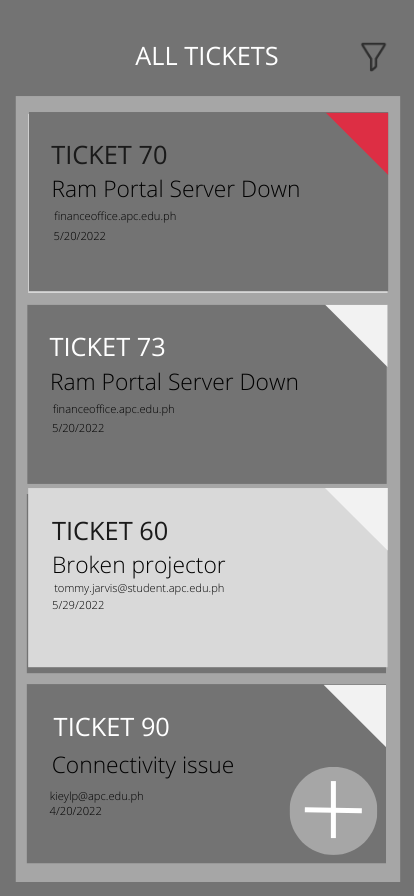 ALL TICKETS
TICKET 70
Ram Portal Server Down
financeoffice.apc.edu.ph
5/20/2022
TICKET 73
Ram Portal Server Down
financeoffice.apc.edu.ph
5/20/2022
TICKET 60
Broken projector
tommy.jarvis@student.apc.edu.ph
5/29/2022
TICKET 90
Connectivity issue
kieylp@apc.edu.ph
4/20/2022